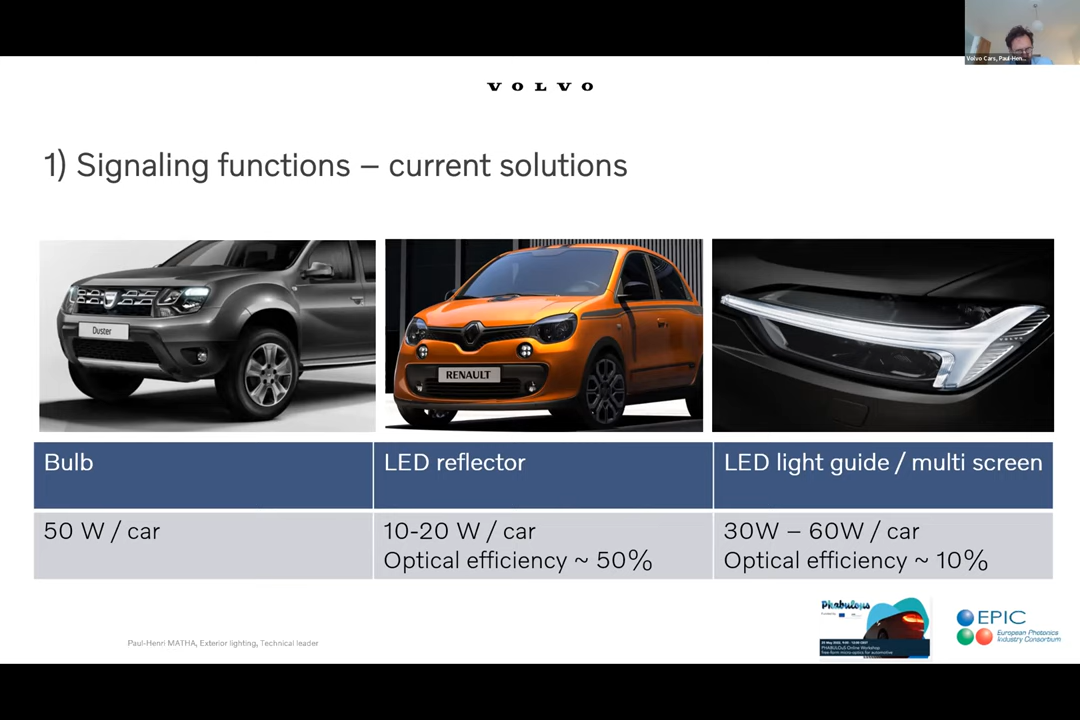 Volvo Cars, Paul-Hen...
VOLVO
1) Signaling functions – current solutions
Duster
RENAULT
Bulb
LED reflector
LED light guide / multi screen
50 W / car
10-20 W / car
Optical efficiency ~ 50%
30W – 60W / car
Optical efficiency ~ 10%
Phabulous
PHABULOuS Online Workshop
Free-form micro-optics for automotive
EPIC
European Photonics
Industry Consortium
Paul-Henri MATHA, Exterior lighting, Technical leader